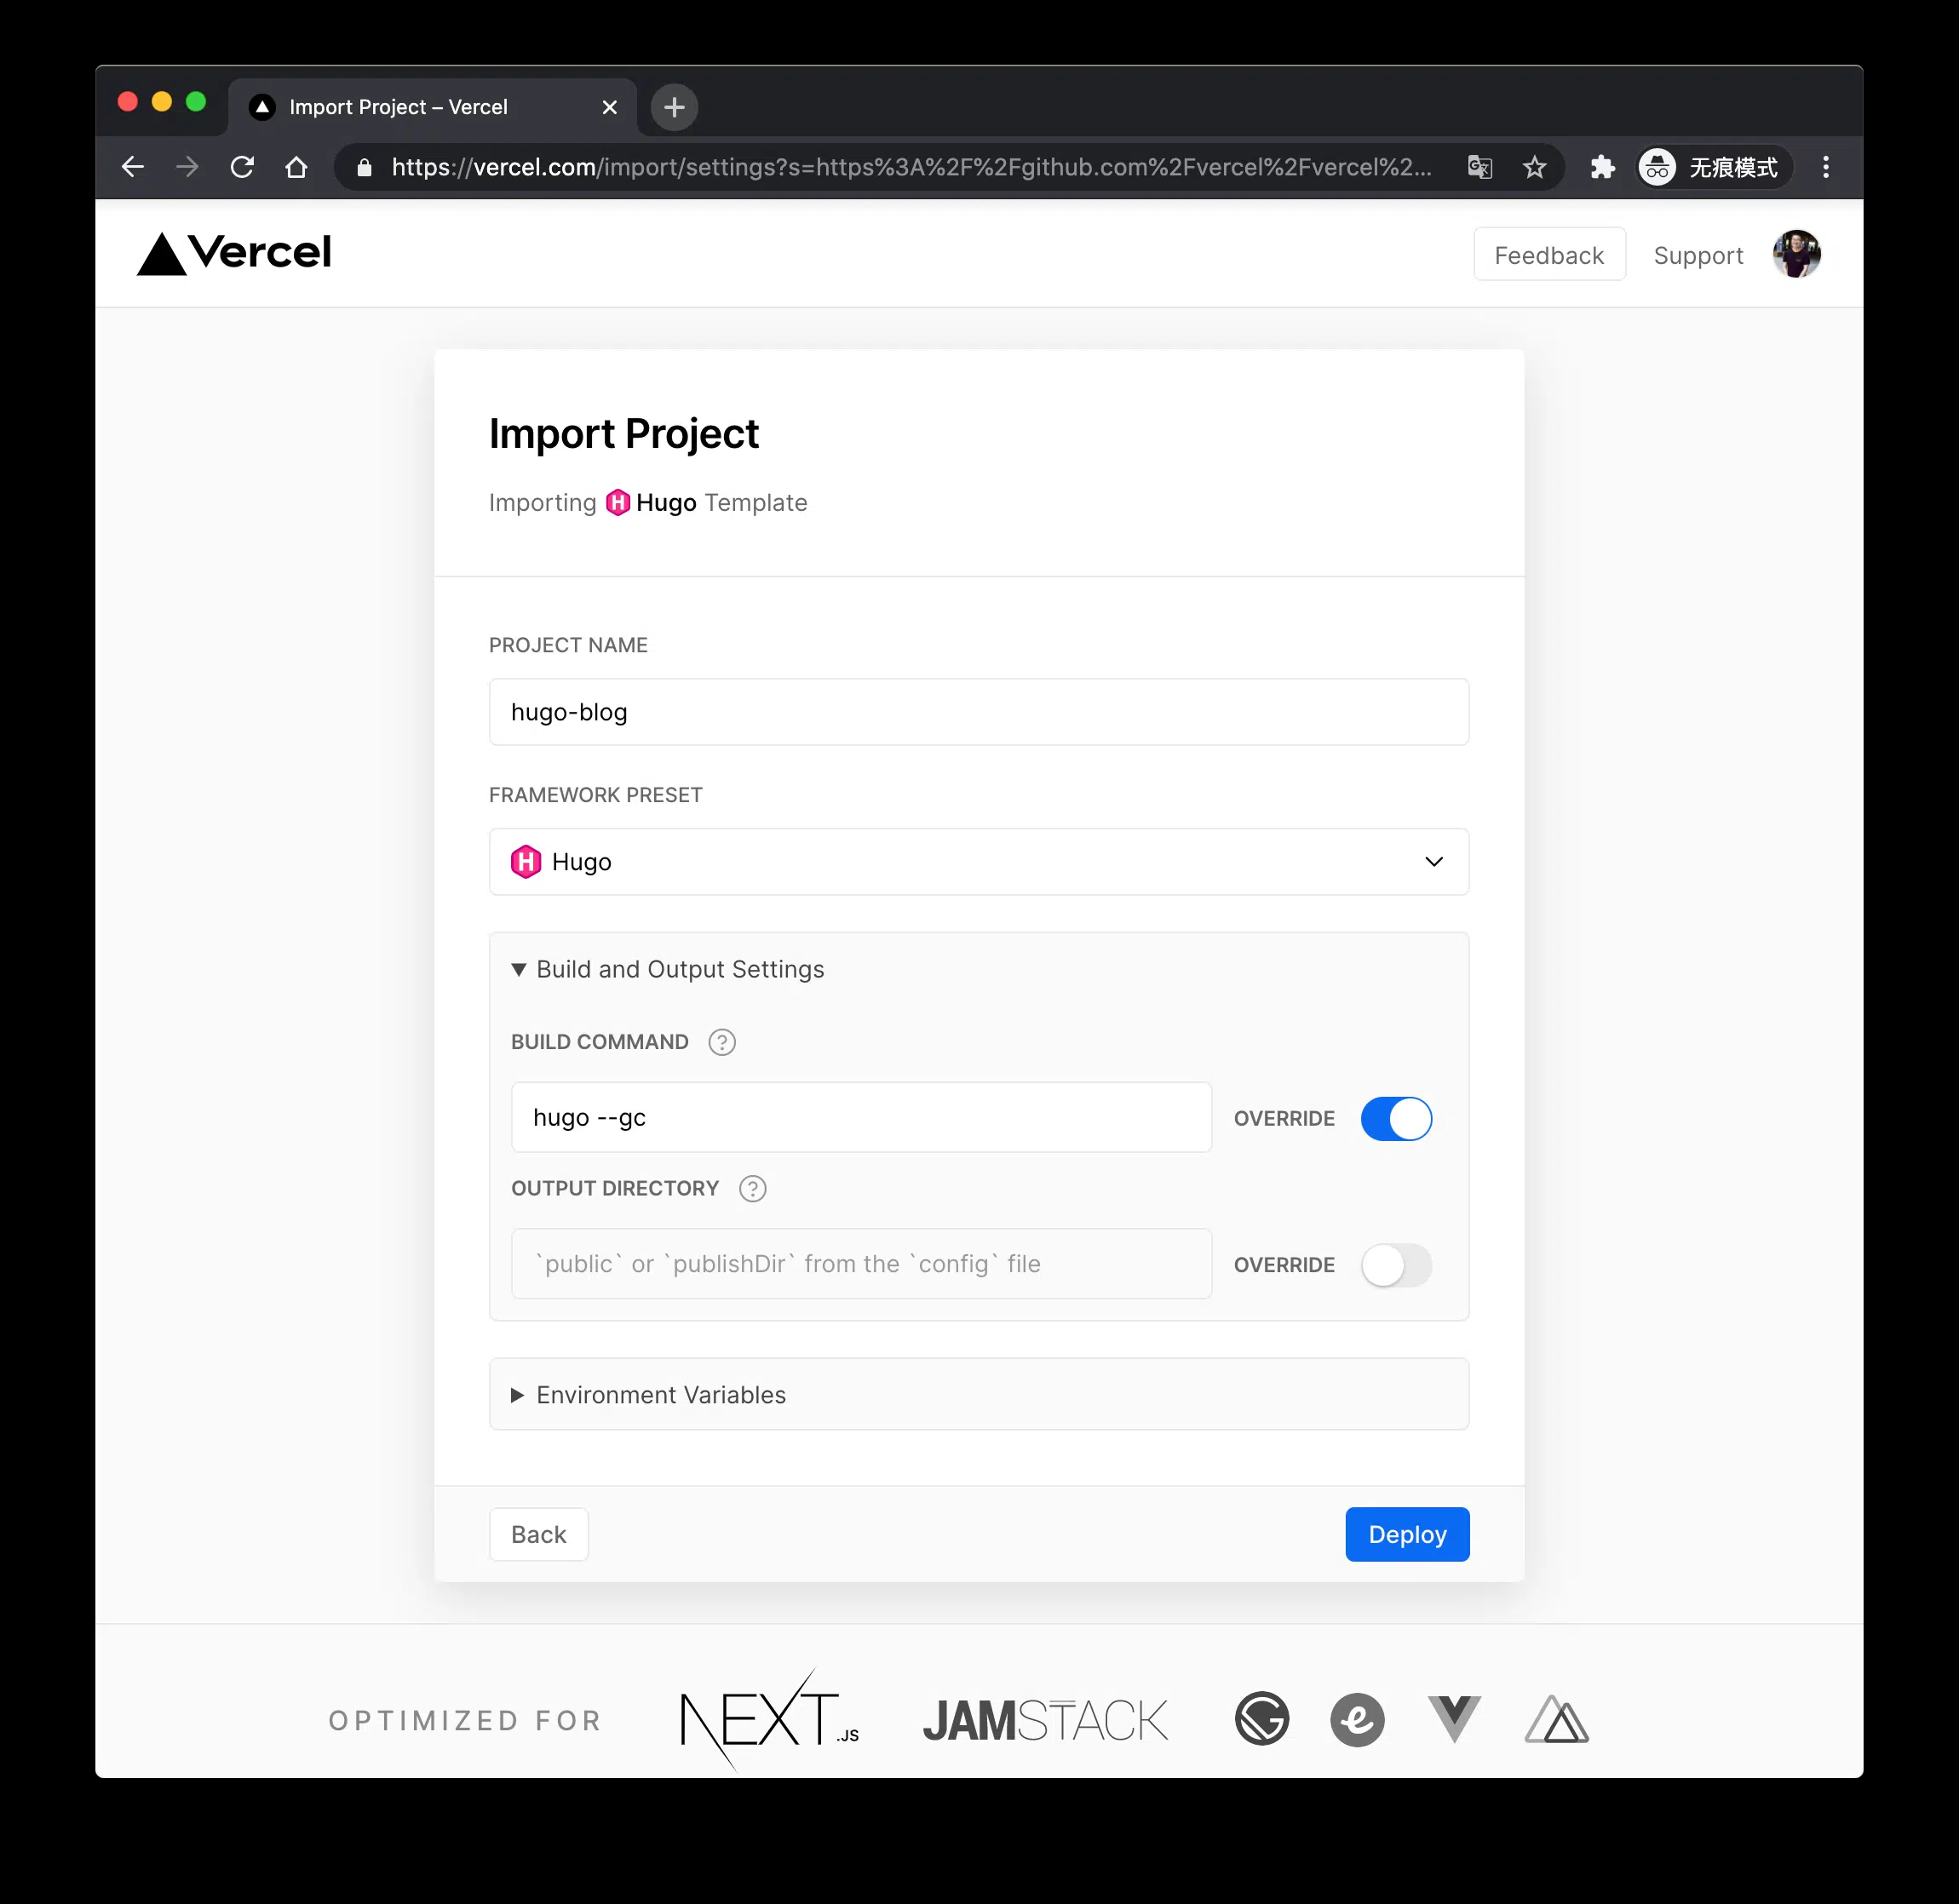 Import Project – Vercel
https://vercel.com/import/settings?s=https%3A%2F%2Fgithub.com%2Fvercel%2Fvercel%2...
无痕模式
Vercel
Feedback
Support
Import Project
Importing H Hugo Template
PROJECT NAME
hugo-blog
FRAMEWORK PRESET
H Hugo
▼ Build and Output Settings
BUILD COMMAND ?
hugo --gc
OVERRIDE
OUTPUT DIRECTORY ?
`public` or `publishDir` from the `config` file
OVERRIDE
▶ Environment Variables
Back
Deploy
OPTIMIZED FOR
NEXT.JS
JAMSTACK